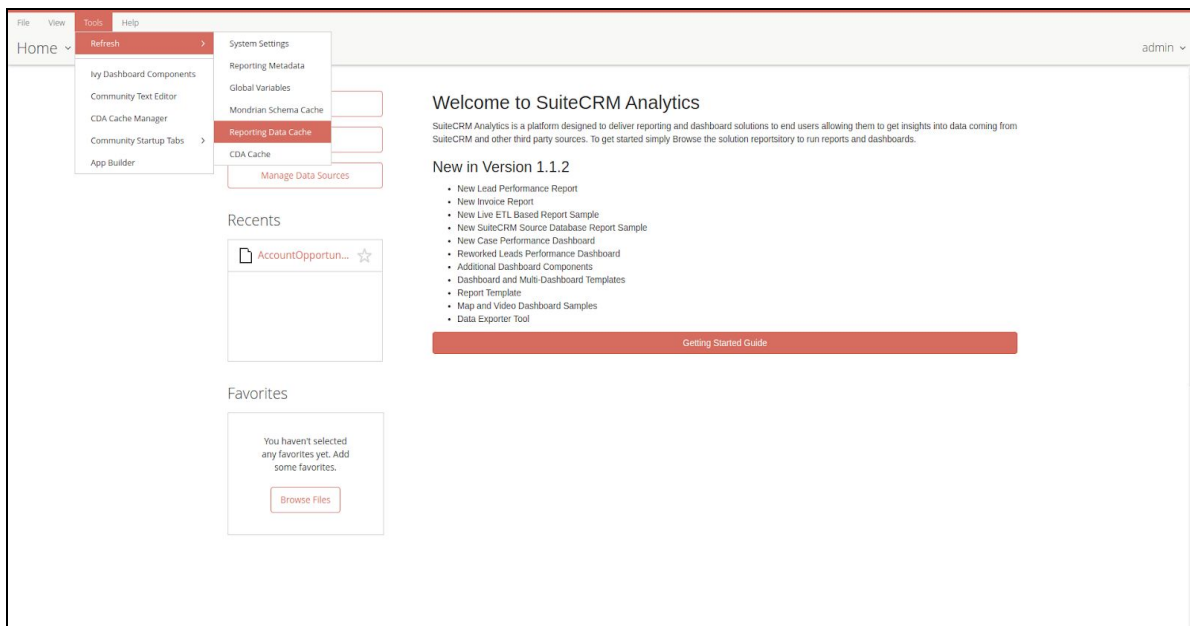 File View Tools Help
Home
admin
Refresh
Ivy Dashboard Components
Community Text Editor
CDA Cache Manager
Community Startup Tabs
App Builder
System Settings
Reporting Metadata
Global Variables
Mondrian Schema Cache
Reporting Data Cache
CDA Cache
Manage Data Sources
Recents
AccountOpportun...
Favorites
You haven't selected
any favorites yet. Add
some favorites.
Browse Files
Welcome to SuiteCRM Analytics
SuiteCRM Analytics is a platform designed to deliver reporting and dashboard solutions to end users allowing them to get insights into data coming from
SuiteCRM and other third party sources. To get started simply Browse the solution reportsitory to run reports and dashboards.
New in Version 1.1.2
• New Lead Performance Report
• New Invoice Report
• New Live ETL Based Report Sample
• New SuiteCRM Source Database Report Sample
• New Case Performance Dashboard
• Reworked Leads Performance Dashboard
• Additional Dashboard Components
• Dashboard and Multi-Dashboard Templates
• Report Template
• Map and Video Dashboard Samples
• Data Exporter Tool
Getting Started Guide